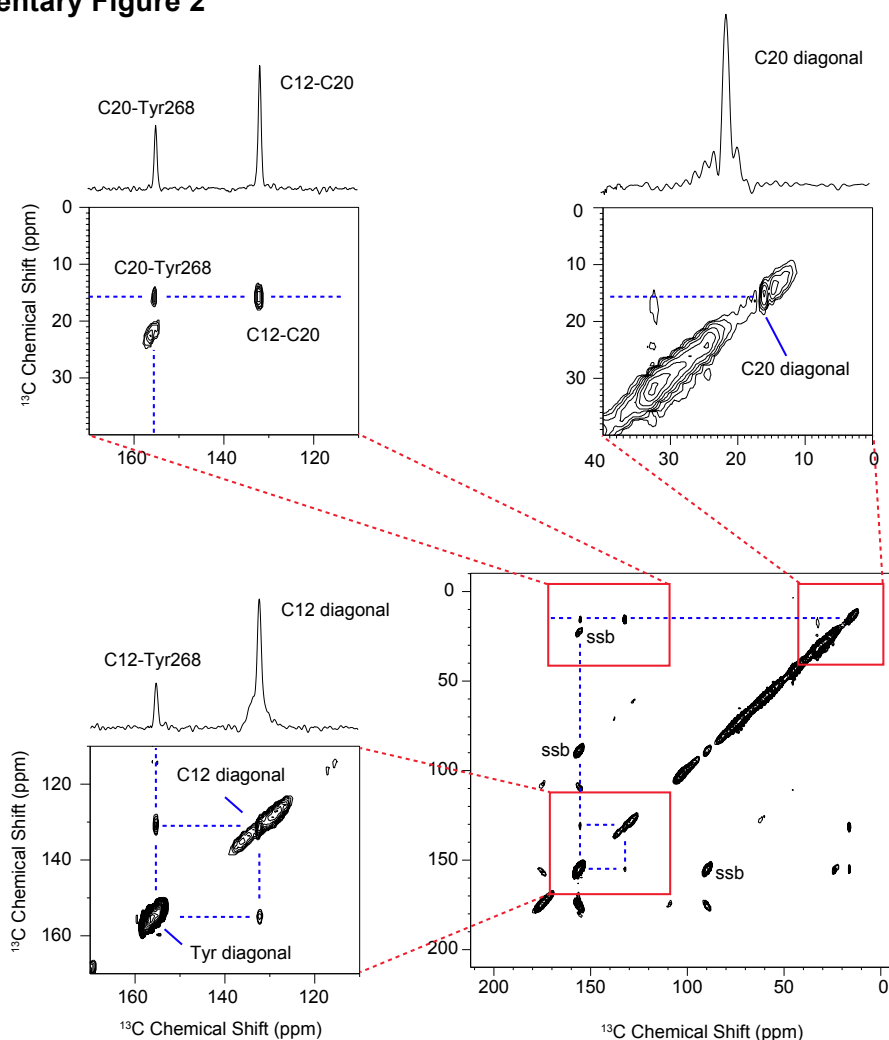 entary Figure 2
C20 diagonal
C12-C20
C20-Tyr268
0
10
20
30
13C Chemical Shift (ppm)
C20-Tyr268
C12-C20
160 140 120
0
10
20
30
C20 diagonal
40 30 20 10 0
C12 diagonal
C12-Tyr268
120
140
160
13C Chemical Shift (ppm)
C12 diagonal
Tyr diagonal
160 140 120
13C Chemical Shift (ppm)
0
50
100
150
200
ssb
ssb
ssb
200 150 100 50 0
13C Chemical Shift (ppm)